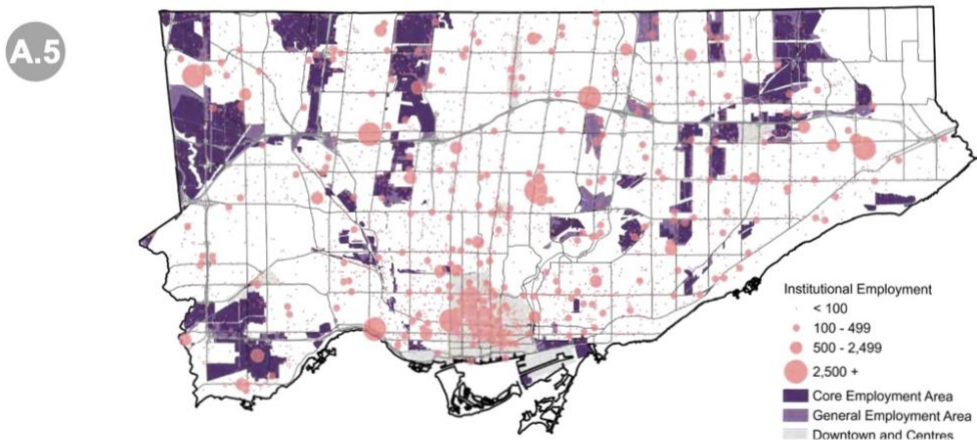 A.5
Institutional Employment
< 100
100 - 499
500 - 2,499
2,500 +
Core Employment Area
General Employment Area
Downtown and Centres